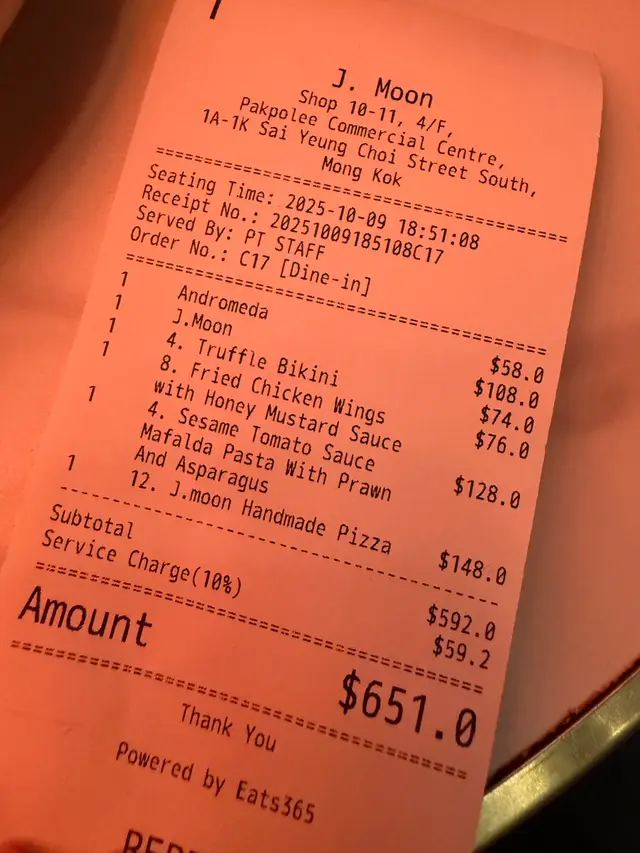 J. Moon
Shop 10-11, 4/F,
Pakpolee Commercial Centre,
1A-1K Sai Yeung Choi Street South,
Mong Kok
Seating Time: 2025-10-09 18:51:08
Receipt No.: 20251009185108C17
Served By: PT STAFF
Order No.: C17 [Dine-in]
1 Andromeda $58.0
1 J.Moon $108.0
1 4. Truffle Bikini $74.0
1 8. Fried Chicken Wings $76.0
with Honey Mustard Sauce
1 4. Sesame Tomato Sauce $128.0
Mafalda Pasta With Prawn
And Asparagus
1 12. J.moon Handmade Pizza $148.0
Subtotal $592.0
Service Charge(10%) $59.2
Amount $651.0
Thank You
Powered by Eats365